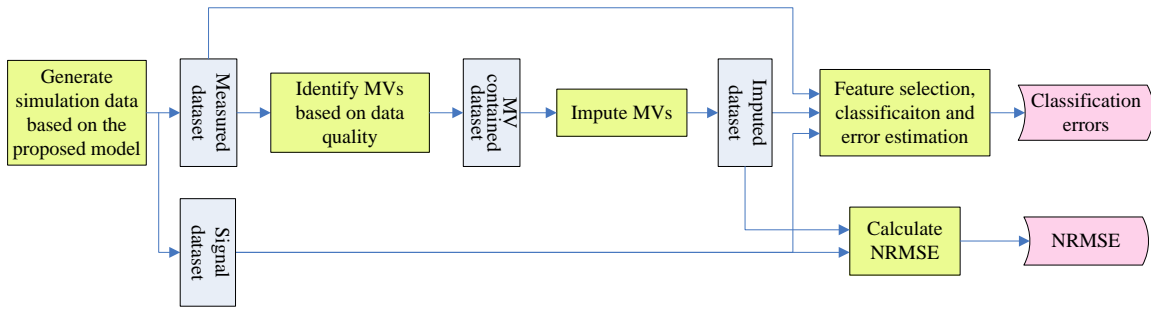 Generate
simulation data
based on the
proposed model
Measured
dataset
Identify MVs
based on data
quality
MV
contained
dataset
Impute MVs
Imputed
dataset
Feature selection,
classificaiton and
error estimation
Classification
errors
Signal
dataset
Calculate
NRMSE
NRMSE